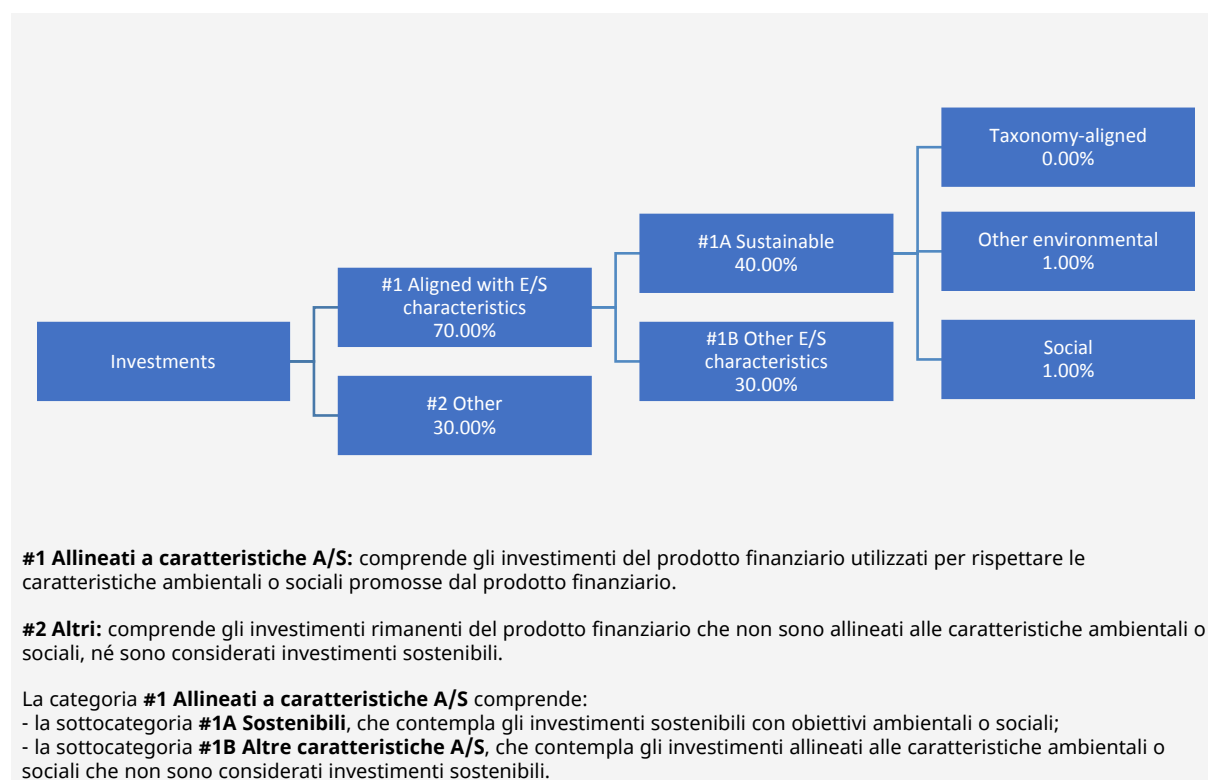 Investments
#1 Aligned with E/S
characteristics
70.00%
#2 Other
30.00%
#1A Sustainable
40.00%
#1B Other E/S
characteristics
30.00%
Taxonomy-aligned
0.00%
Other environmental
1.00%
Social
1.00%
#1 Allineati a caratteristiche A/S: comprende gli investimenti del prodotto finanziario utilizzati per rispettare le
caratteristiche ambientali o sociali promosse dal prodotto finanziario.
#2 Altri: comprende gli investimenti rimanenti del prodotto finanziario che non sono allineati alle caratteristiche ambientali o
sociali, né sono considerati investimenti sostenibili.
La categoria #1 Allineati a caratteristiche A/S comprende:
- la sottocategoria #1A Sostenibili, che contempla gli investimenti sostenibili con obiettivi ambientali o sociali;
- la sottocategoria #1B Altre caratteristiche A/S, che contempla gli investimenti allineati alle caratteristiche ambientali o
sociali che non sono considerati investimenti sostenibili.